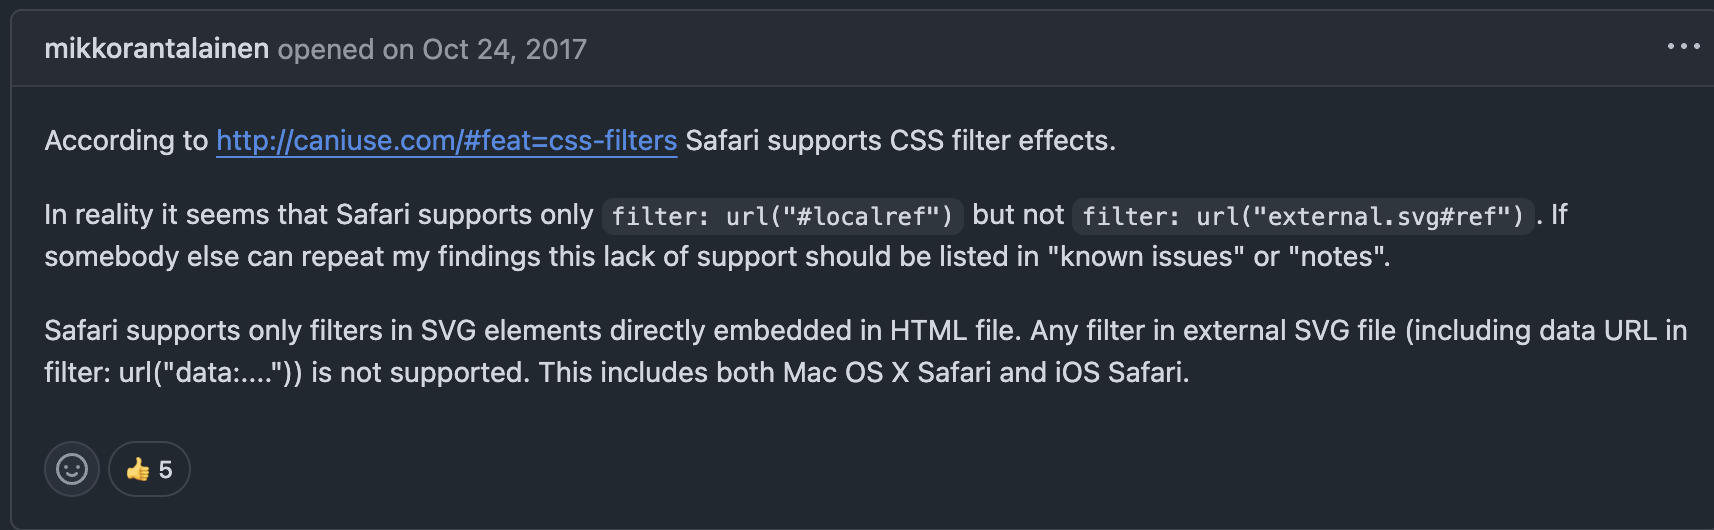 mikkorantalainen opened on Oct 24, 2017
According to http://caniuse.com/#feat=css-filters Safari supports CSS filter effects.
In reality it seems that Safari supports only filter: url("#localref") but not filter: url("external.svg#ref"). If
somebody else can repeat my findings this lack of support should be listed in "known issues" or "notes".
Safari supports only filters in SVG elements directly embedded in HTML file. Any filter in external SVG file (including data URL in
filter: url("data:....")) is not supported. This includes both Mac OS X Safari and iOS Safari.
👍 5